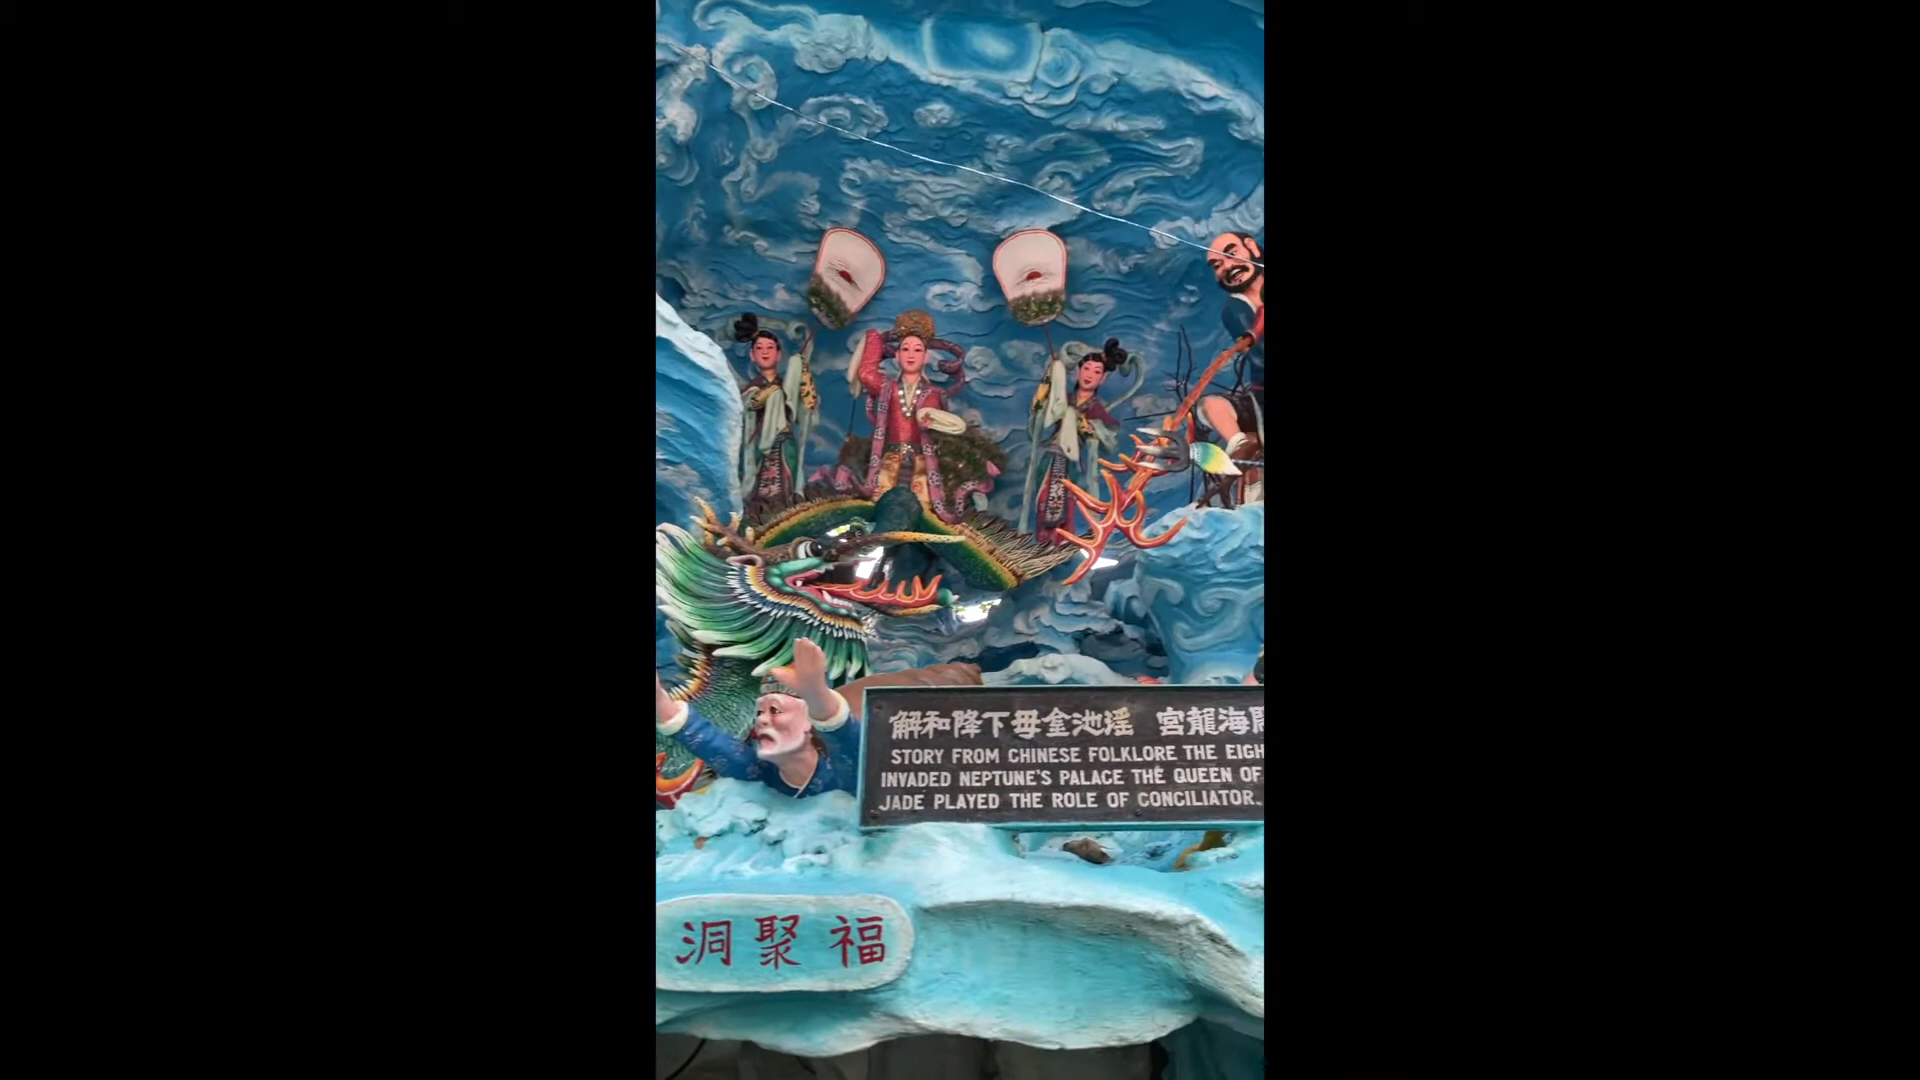 海龍宮 瑤池金母下降和解
STORY FROM CHINESE FOLKLORE THE EIGH
INVADED NEPTUNE'S PALACE THE QUEEN OF
JADE PLAYED THE ROLE OF CONCILIATOR.
福聚洞